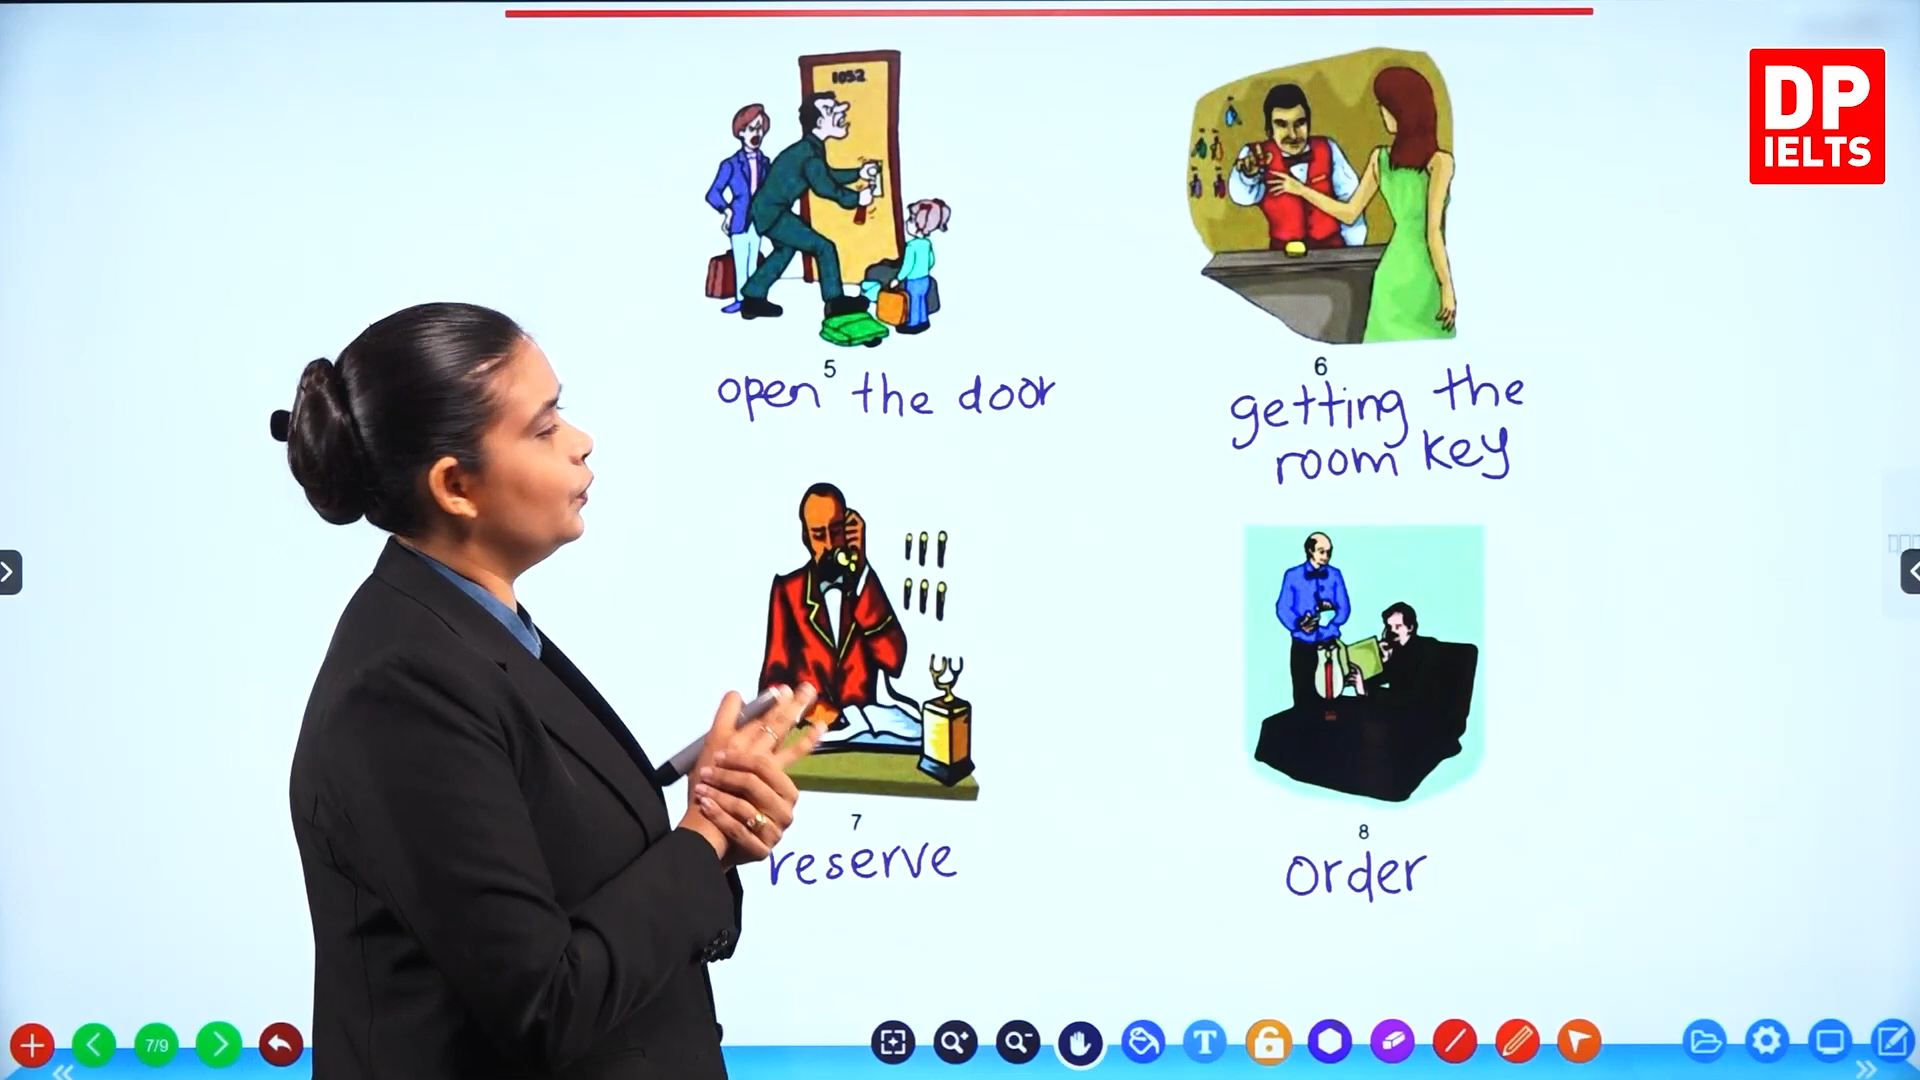 DP
IELTS
1052
5
open the door
6
getting the
room key
7
reserve
8
order
7/9
T